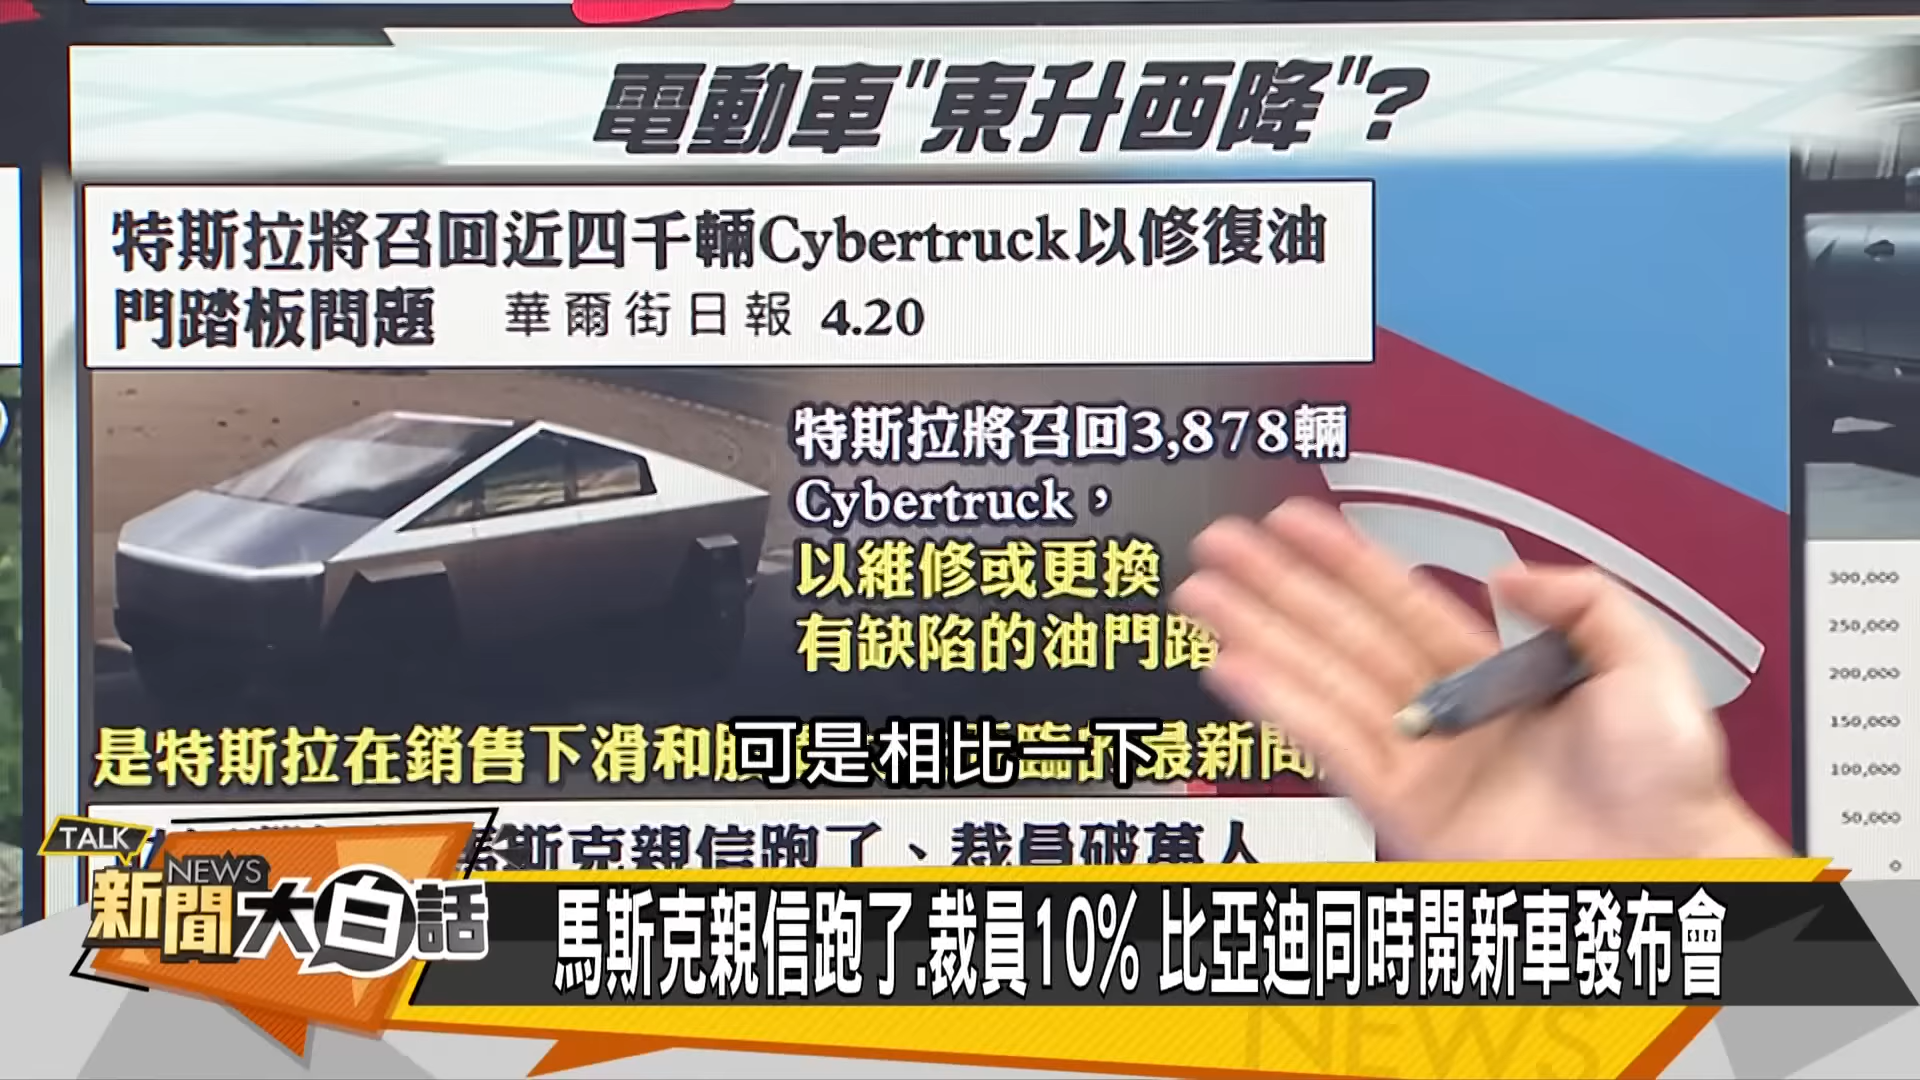 電動車"東升西降"?
特斯拉將召回近四千輛Cybertruck以修復油
門踏板問題 華爾街日報 4.20
特斯拉將召回3,878輛
Cybertruck，
以維修或更換
有缺陷的油門踏
是特斯拉在銷售下滑和
最新問
可是相比一下
斯克親信跑了、裁員破萬人
300,000
250,000
200,000
150,000
100,000
50,000
0
TALK
NEWS
新聞大白話
馬斯克親信跑了.裁員10% 比亞迪同時開新車發布會
NEWS